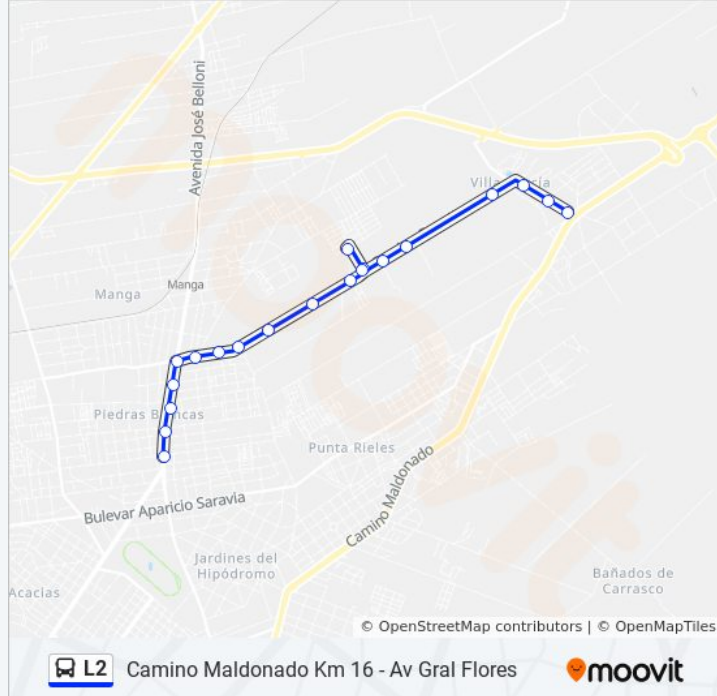 Avenida José Belloni
Villa García
Manga
Manga
Piedras Blancas
Punta Rieles
Bulevar Aparicio Saravia
Camino Maldonado
Jardines del
Hipódromo
Acacias
Bañados de
Carrasco
© OpenStreetMap contributors | © OpenMapTiles
L2 Camino Maldonado Km 16 - Av Gral Flores
moovit